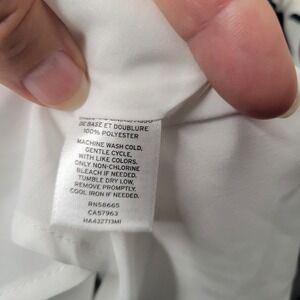 DE BASE ET DOUBLURE
100% POLYESTER
MACHINE WASH COLD,
GENTLE CYCLE,
WITH LIKE COLORS.
ONLY NON-CHLORINE
BLEACH IF NEEDED.
TUMBLE DRY LOW,
REMOVE PROMPTLY.
COOL IRON IF NEEDED.
RN58665
CA57963
HA432713MI